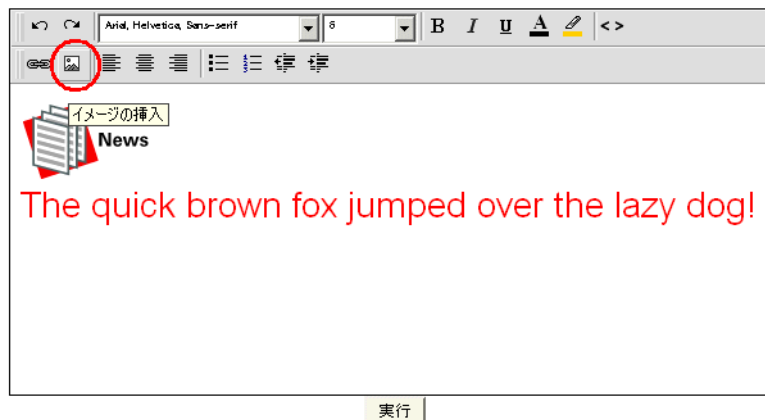 Arial, Helvetica, Sans-serif 6 B I U A <>
イメージの挿入
News
The quick brown fox jumped over the lazy dog!
実行